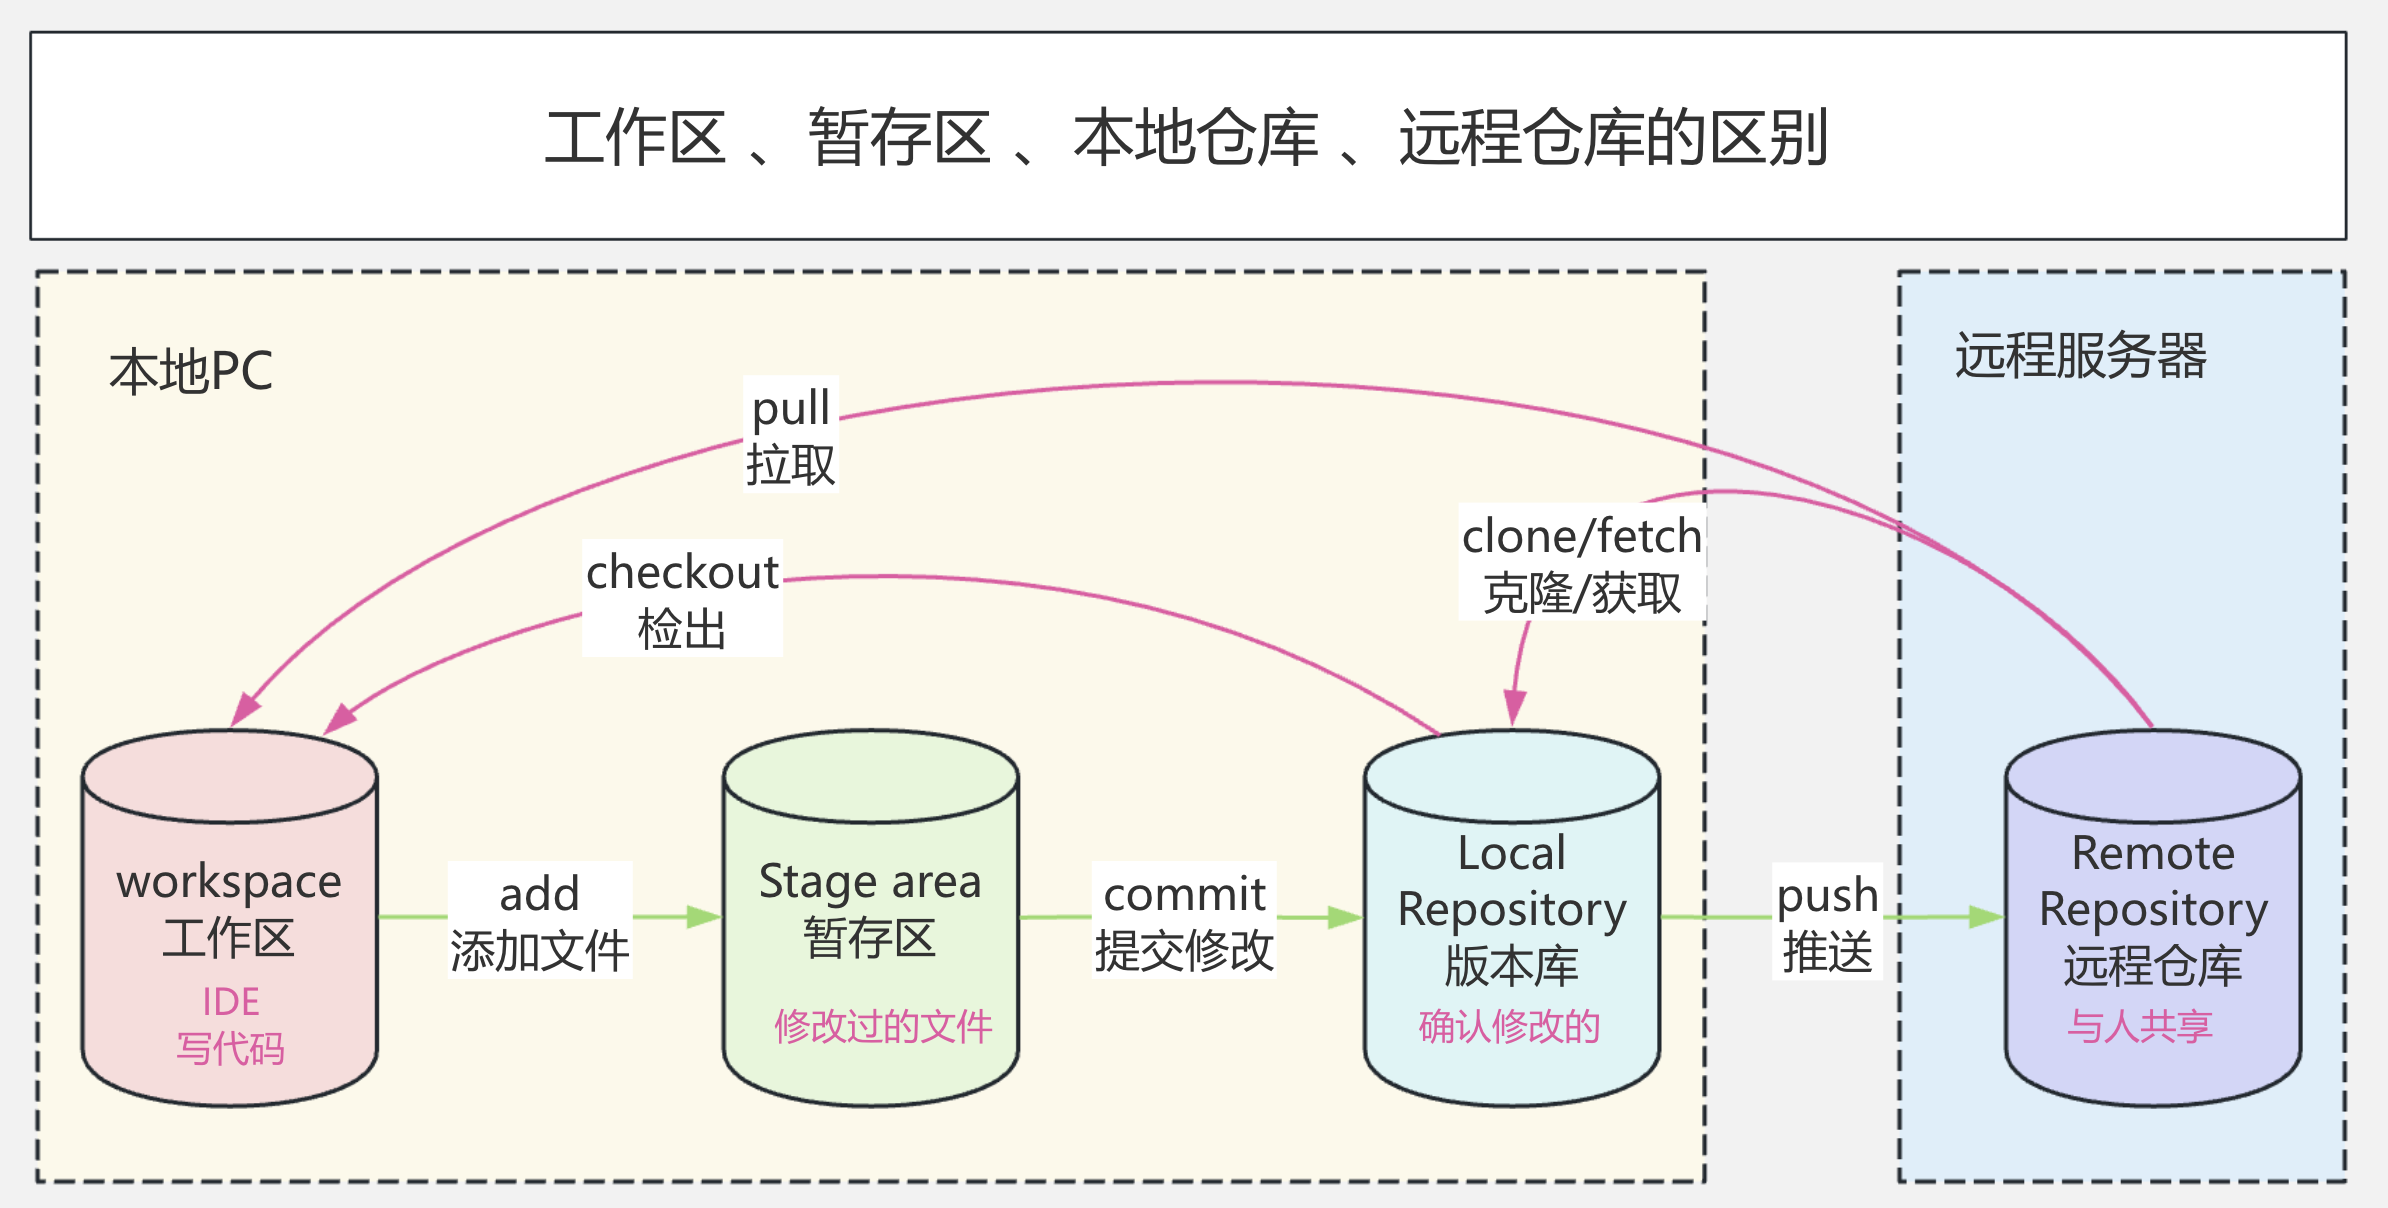 工作区 、暂存区 、本地仓库 、远程仓库的区别
本地PC
远程服务器
pull
拉取
clone/fetch
克隆/获取
checkout
检出
workspace
工作区
IDE
写代码
add
添加文件
Stage area
暂存区
修改过的文件
commit
提交修改
Local
Repository
版本库
确认修改的
push
推送
Remote
Repository
远程仓库
与人共享